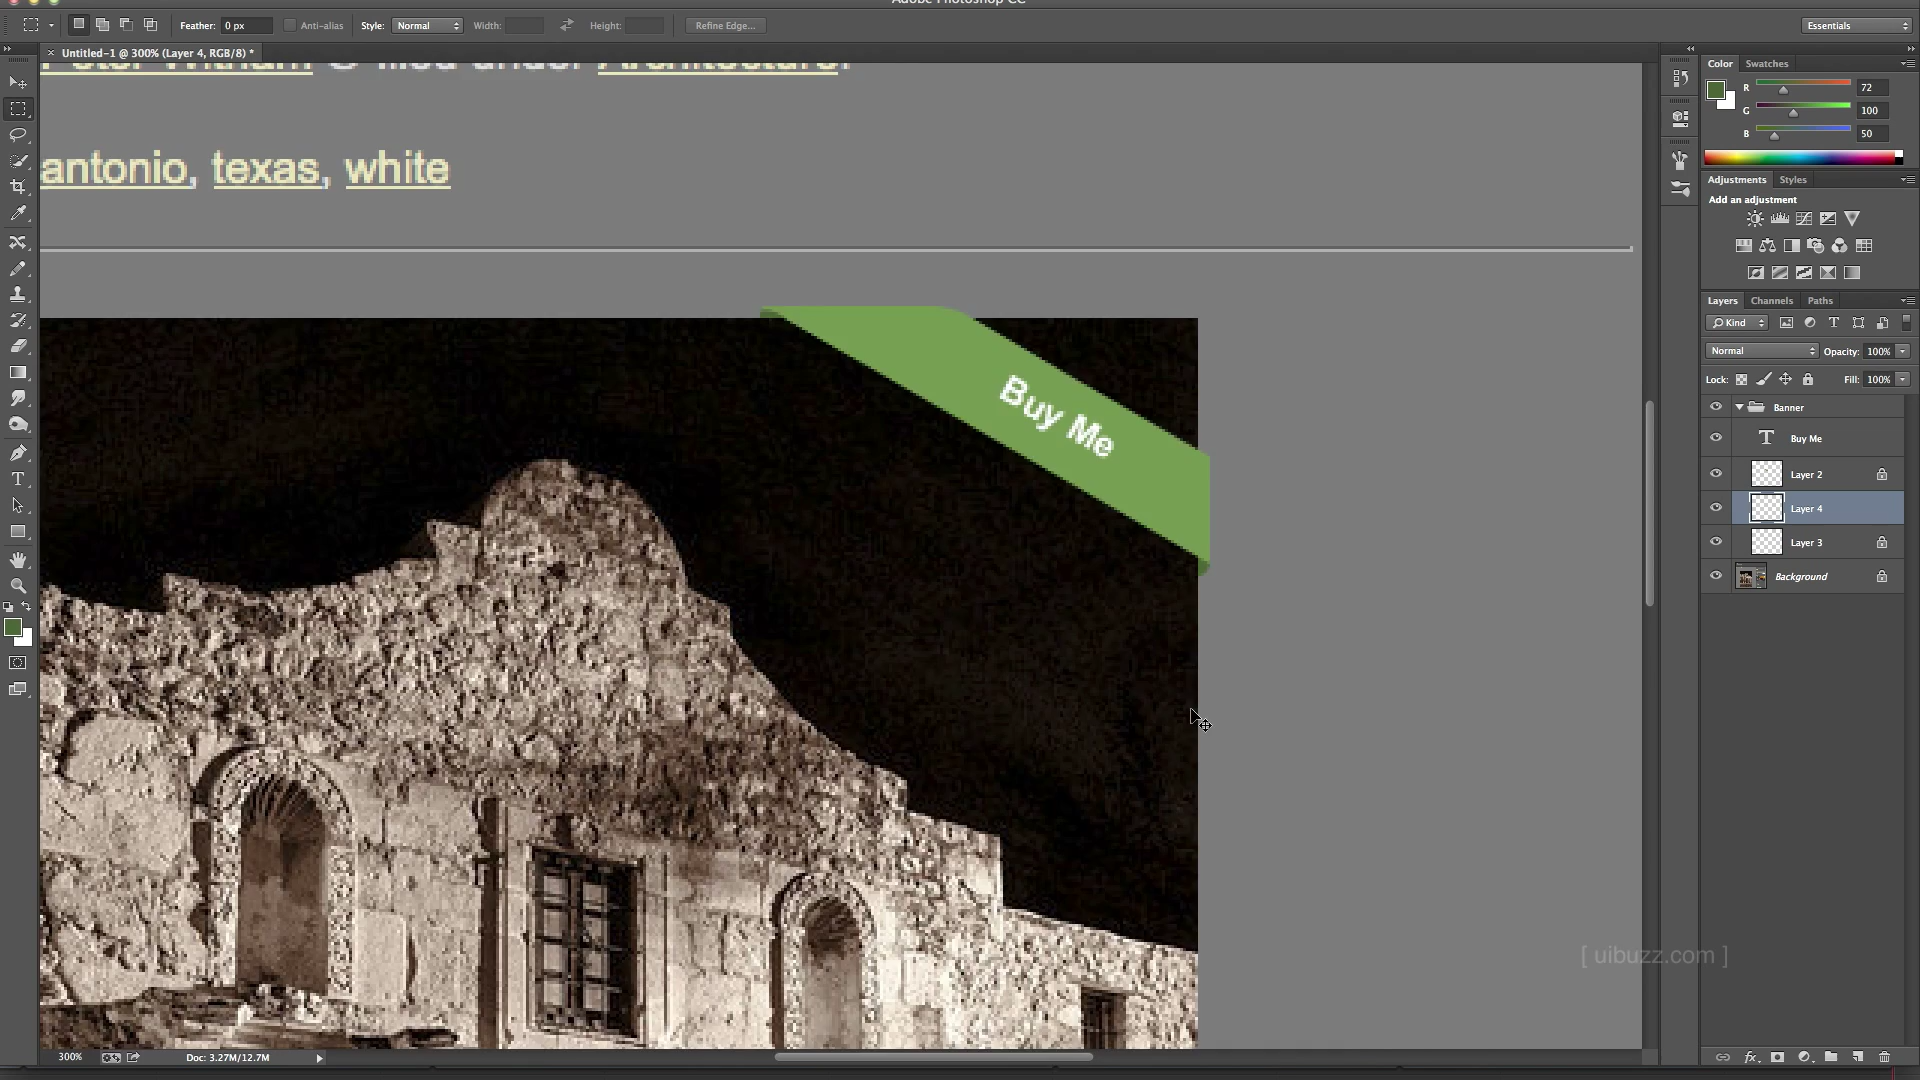 Adobe Photoshop CC
Feather: 0 px Anti-alias Style: Normal Width: Height: Refine Edge... Essentials
Untitled-1 @ 300% (Layer 4, RGB/8) *
antonio, texas, white
Buy Me
[ uibuzz.com ]
300% Doc: 3.27M/12.7M
Color Swatches
R 72
G 100
B 50
Adjustments Styles
Add an adjustment
Layers Channels Paths
Kind
Normal Opacity: 100%
Lock: Fill: 100%
Banner
Buy Me
Layer 2
Layer 4
Layer 3
Background